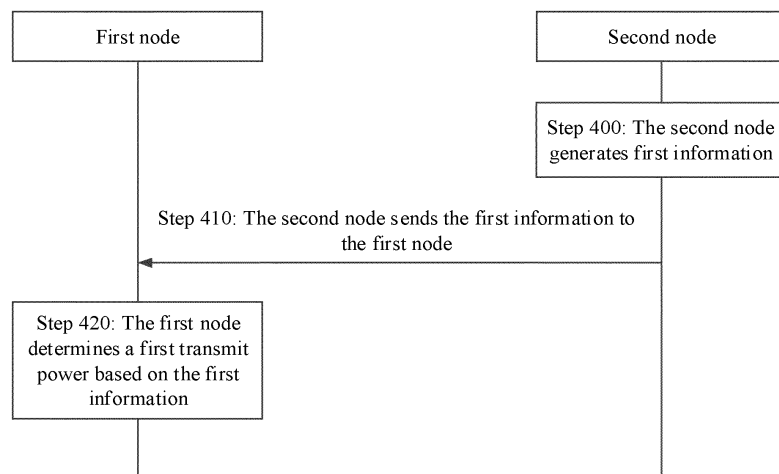 First node
Second node
Step 400: The second node
generates first information
Step 410: The second node sends the first information to
the first node
Step 420: The first node
determines a first transmit
power based on the first
information